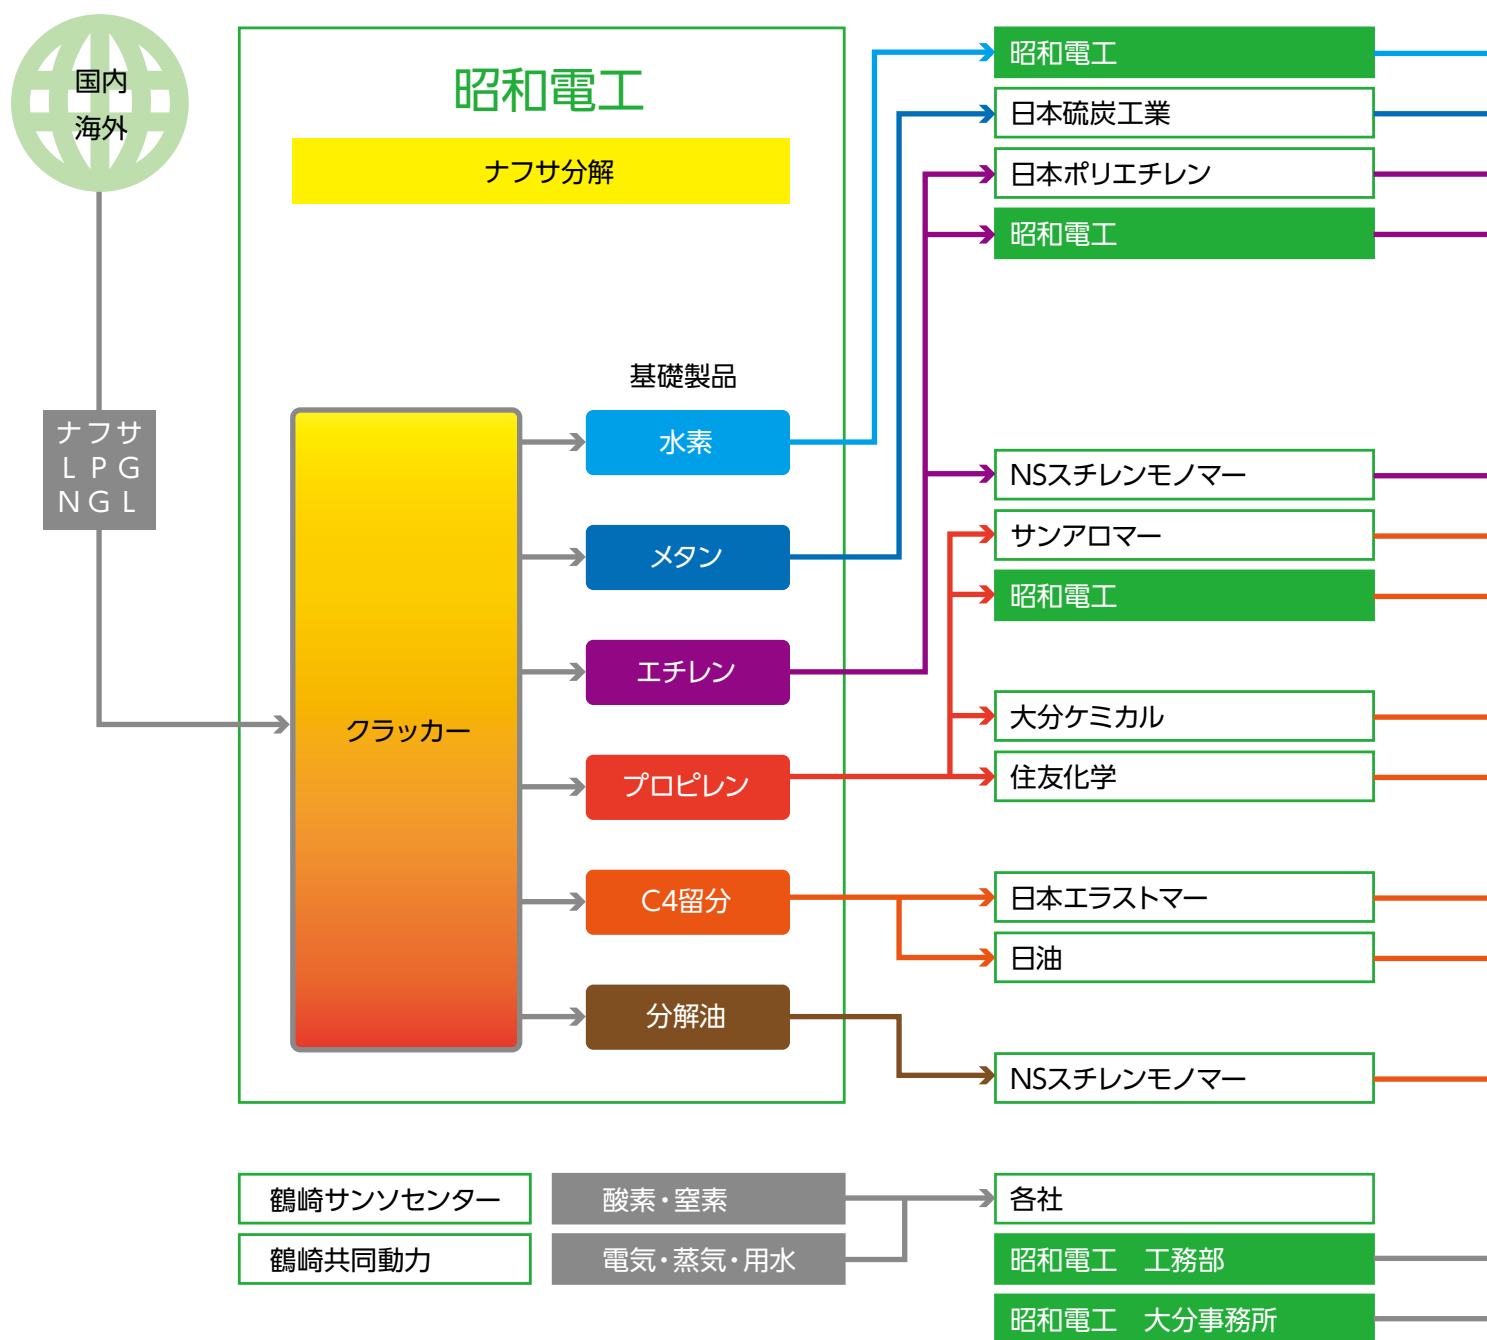 国内
海外
ナフサ
LPG
NGL
昭和電工
ナフサ分解
クラッカー
基礎製品
水素
メタン
エチレン
プロピレン
C4留分
分解油
昭和電工
日本硫炭工業
日本ポリエチレン
昭和電工
NSスチレンモノマー
サンアロマー
昭和電工
大分ケミカル
住友化学
日本エラストマー
日油
NSスチレンモノマー
鶴崎サンソセンター
酸素・窒素
各社
鶴崎共同動力
電気・蒸気・用水
昭和電工　工務部
昭和電工　大分事務所